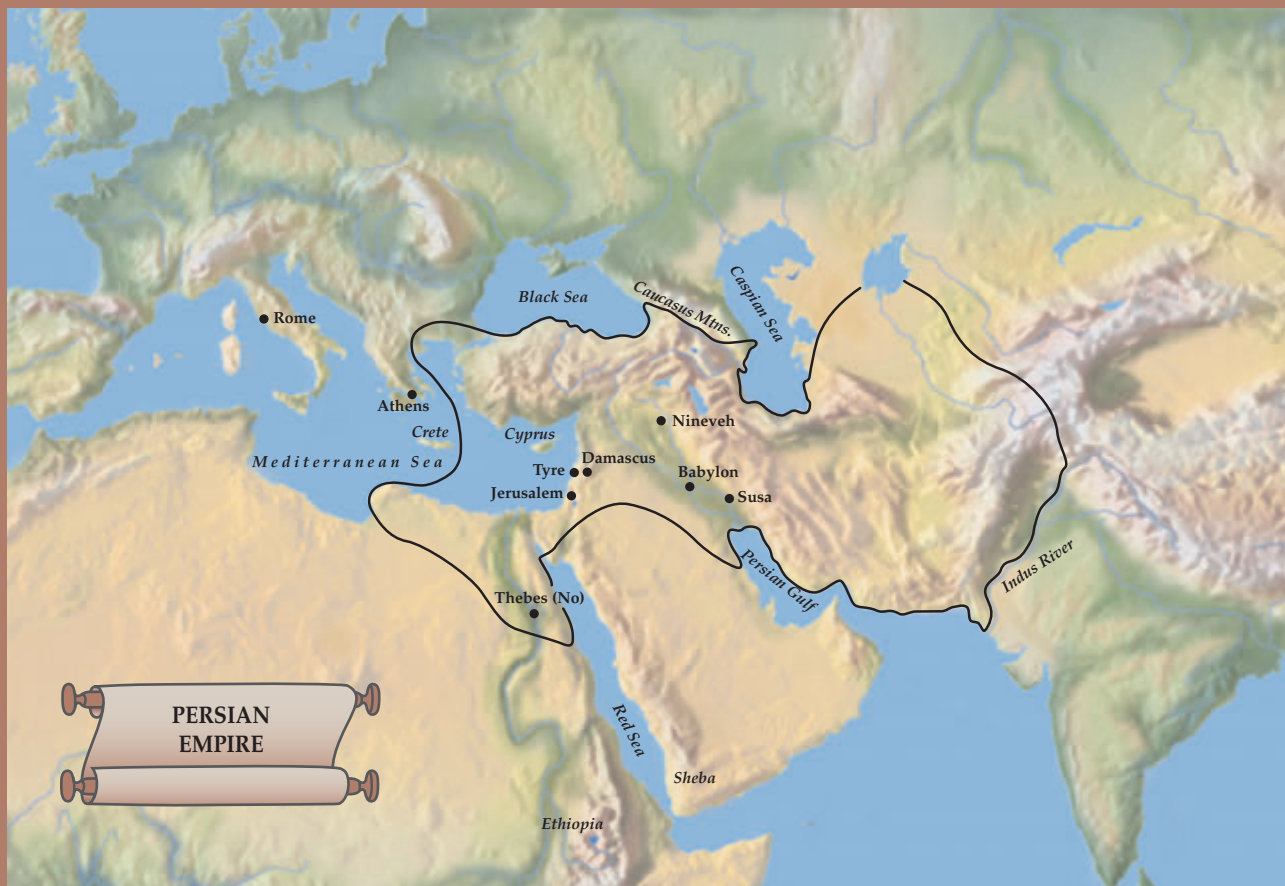 Black Sea
Caucasus Mtns.
Caspian Sea
Rome
Athens
Crete
Cyprus
Nineveh
Mediterranean Sea
Tyre
Damascus
Babylon
Jerusalem
Susa
Persian Gulf
Indus River
Thebes (No)
PERSIAN
EMPIRE
Red Sea
Sheba
Ethiopia